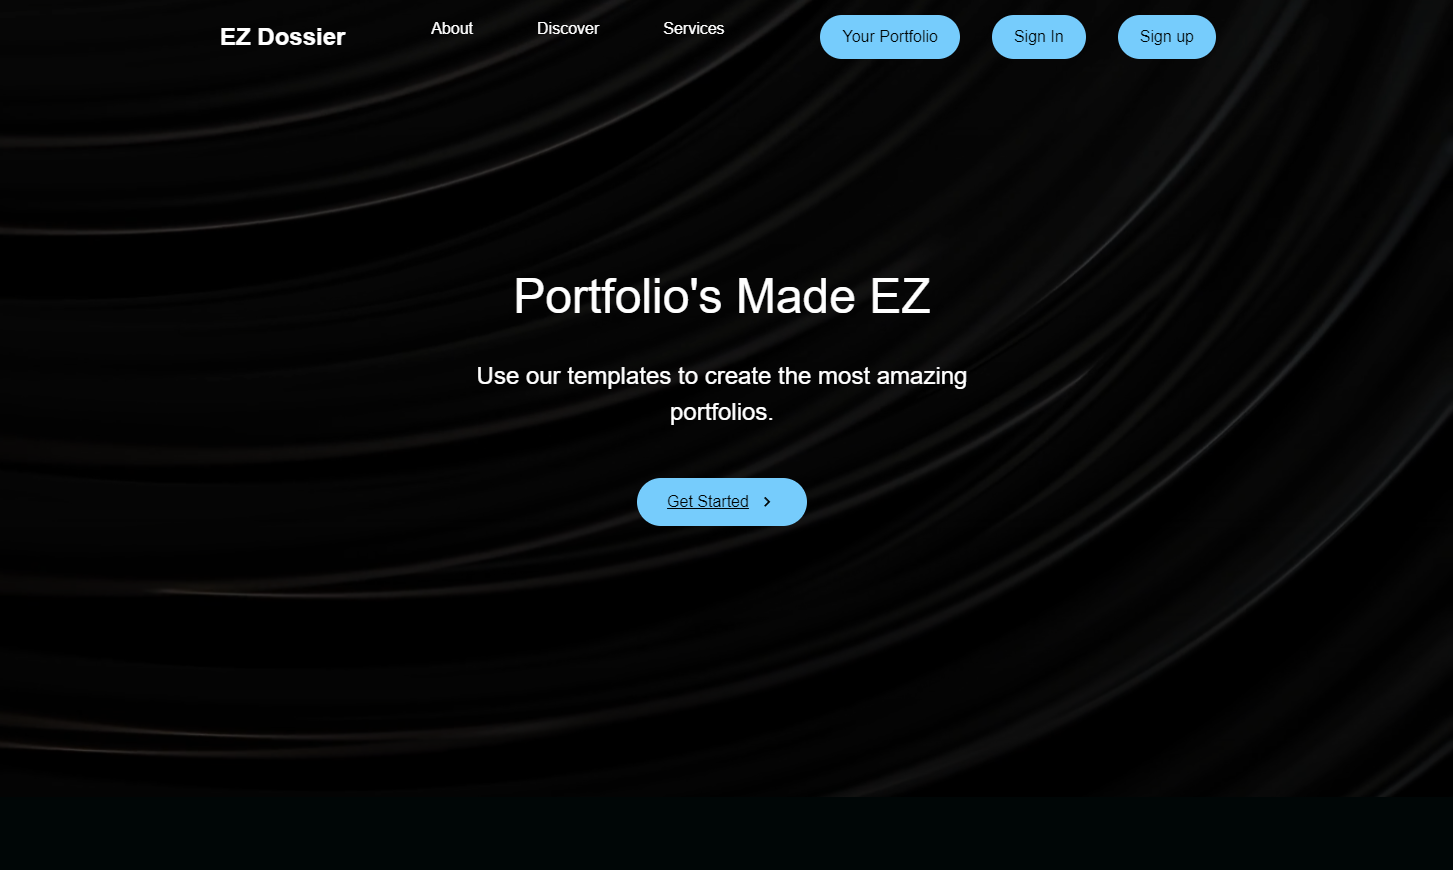 EZ Dossier
About
Discover
Services
Your Portfolio
Sign In
Sign up
Portfolio's Made EZ
Use our templates to create the most amazing
portfolios.
Get Started